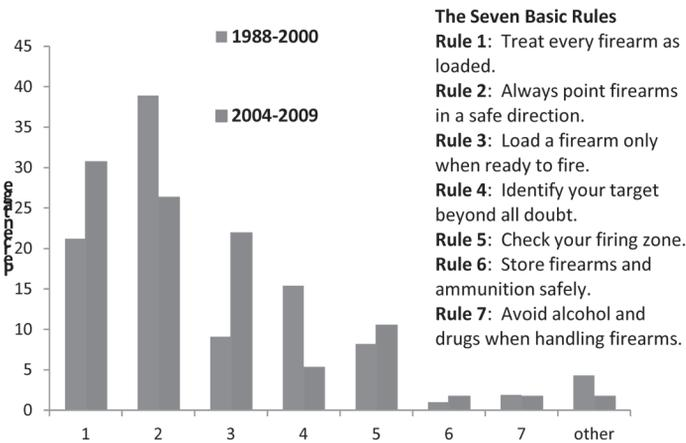 The Seven Basic Rules
Rule 1: Treat every firearm as
loaded.
Rule 2: Always point firearms
in a safe direction.
Rule 3: Load a firearm only
when ready to fire.
Rule 4: Identify your target
beyond all doubt.
Rule 5: Check your firing zone.
Rule 6: Store firearms and
ammunition safely.
Rule 7: Avoid alcohol and
drugs when handling firearms.
1988-2000
2004-2009
percentage
45
40
35
30
25
20
15
10
5
0
1 2 3 4 5 6 7 other